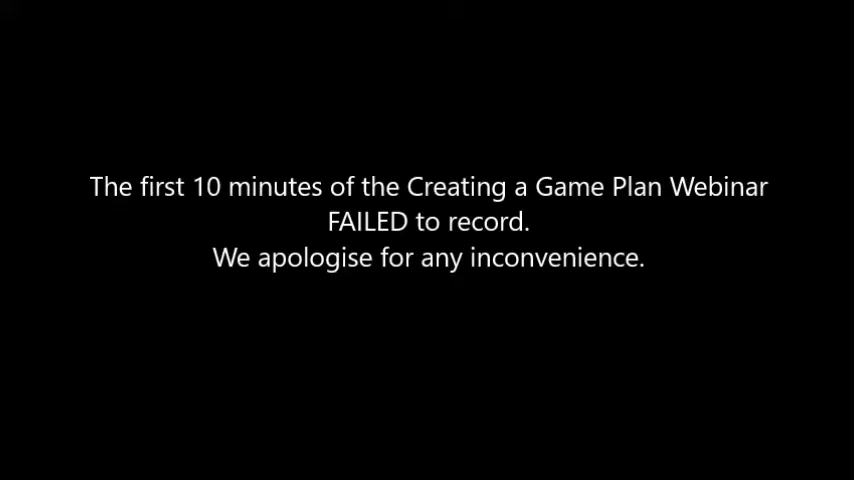 The first 10 minutes of the Creating a Game Plan Webinar
FAILED to record.
We apologise for any inconvenience.